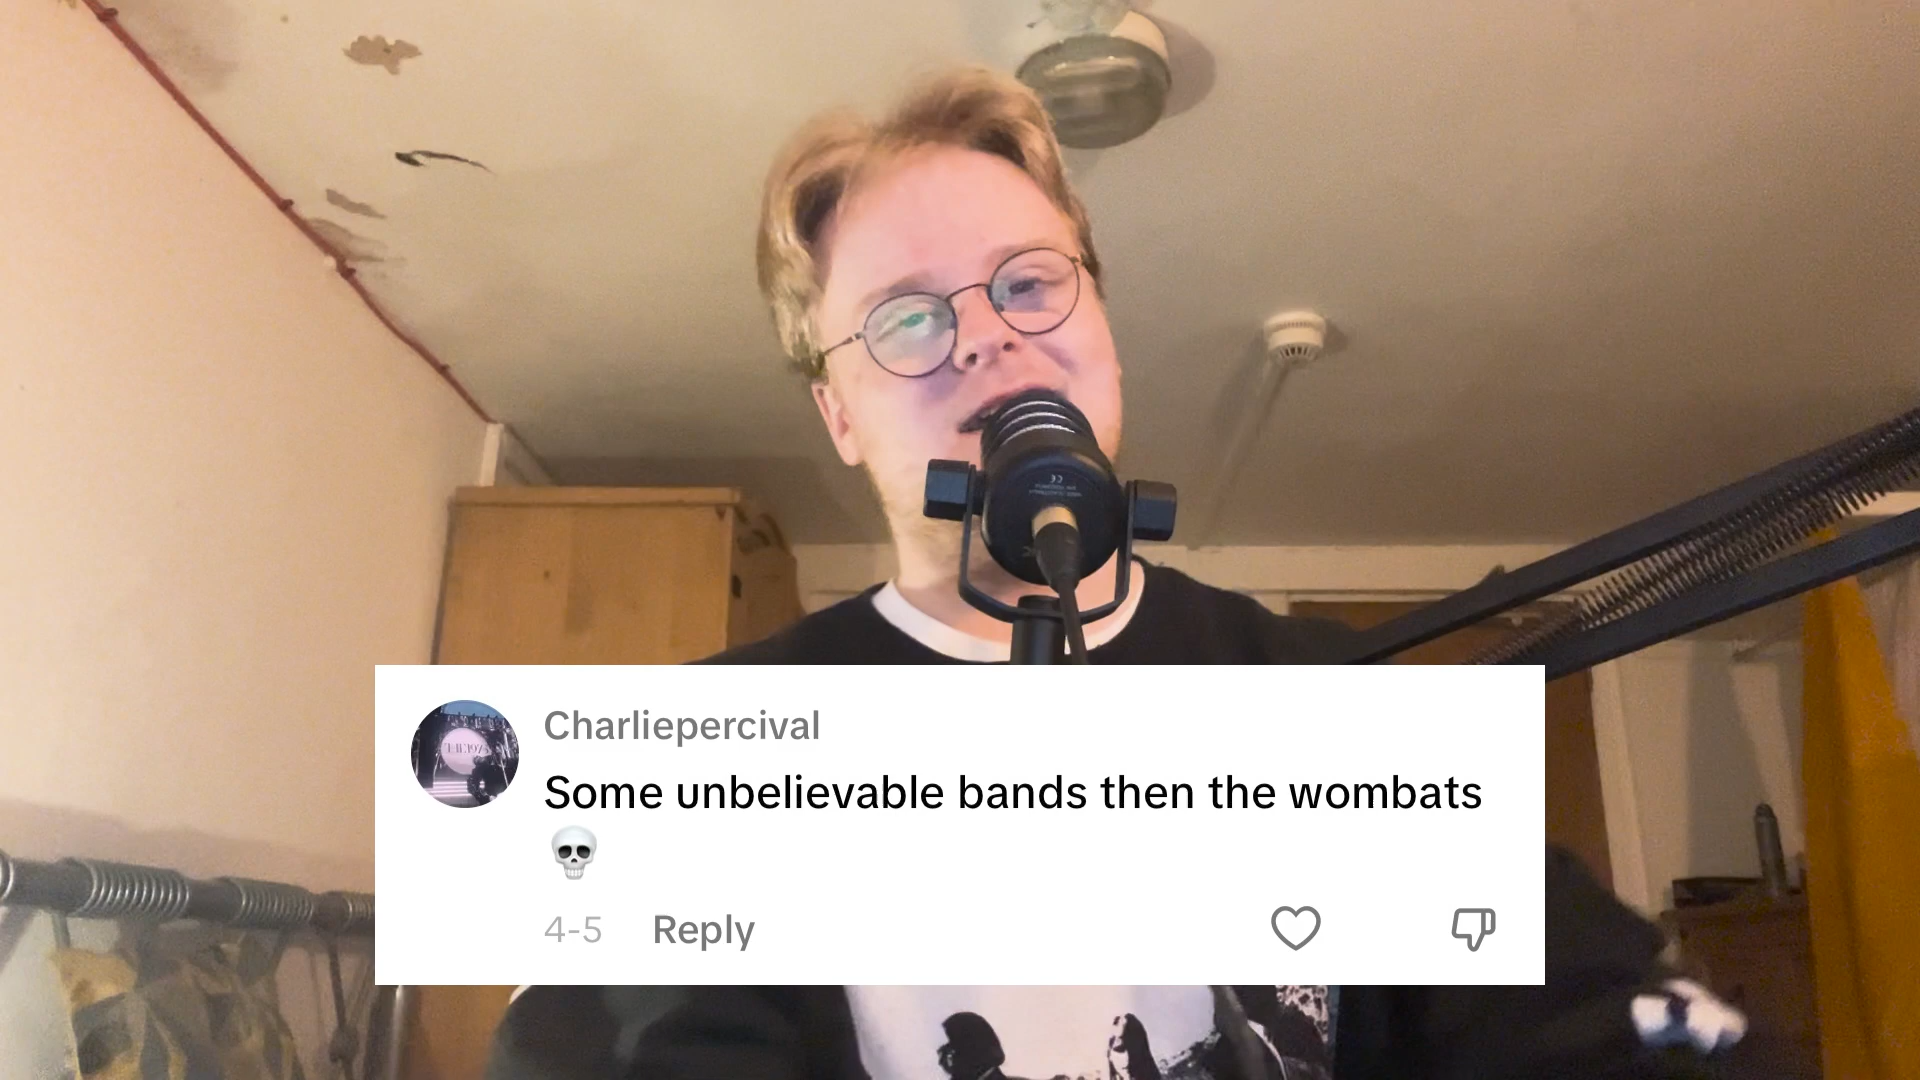 Charliepercival
Some unbelievable bands then the wombats
💀
4-5 Reply